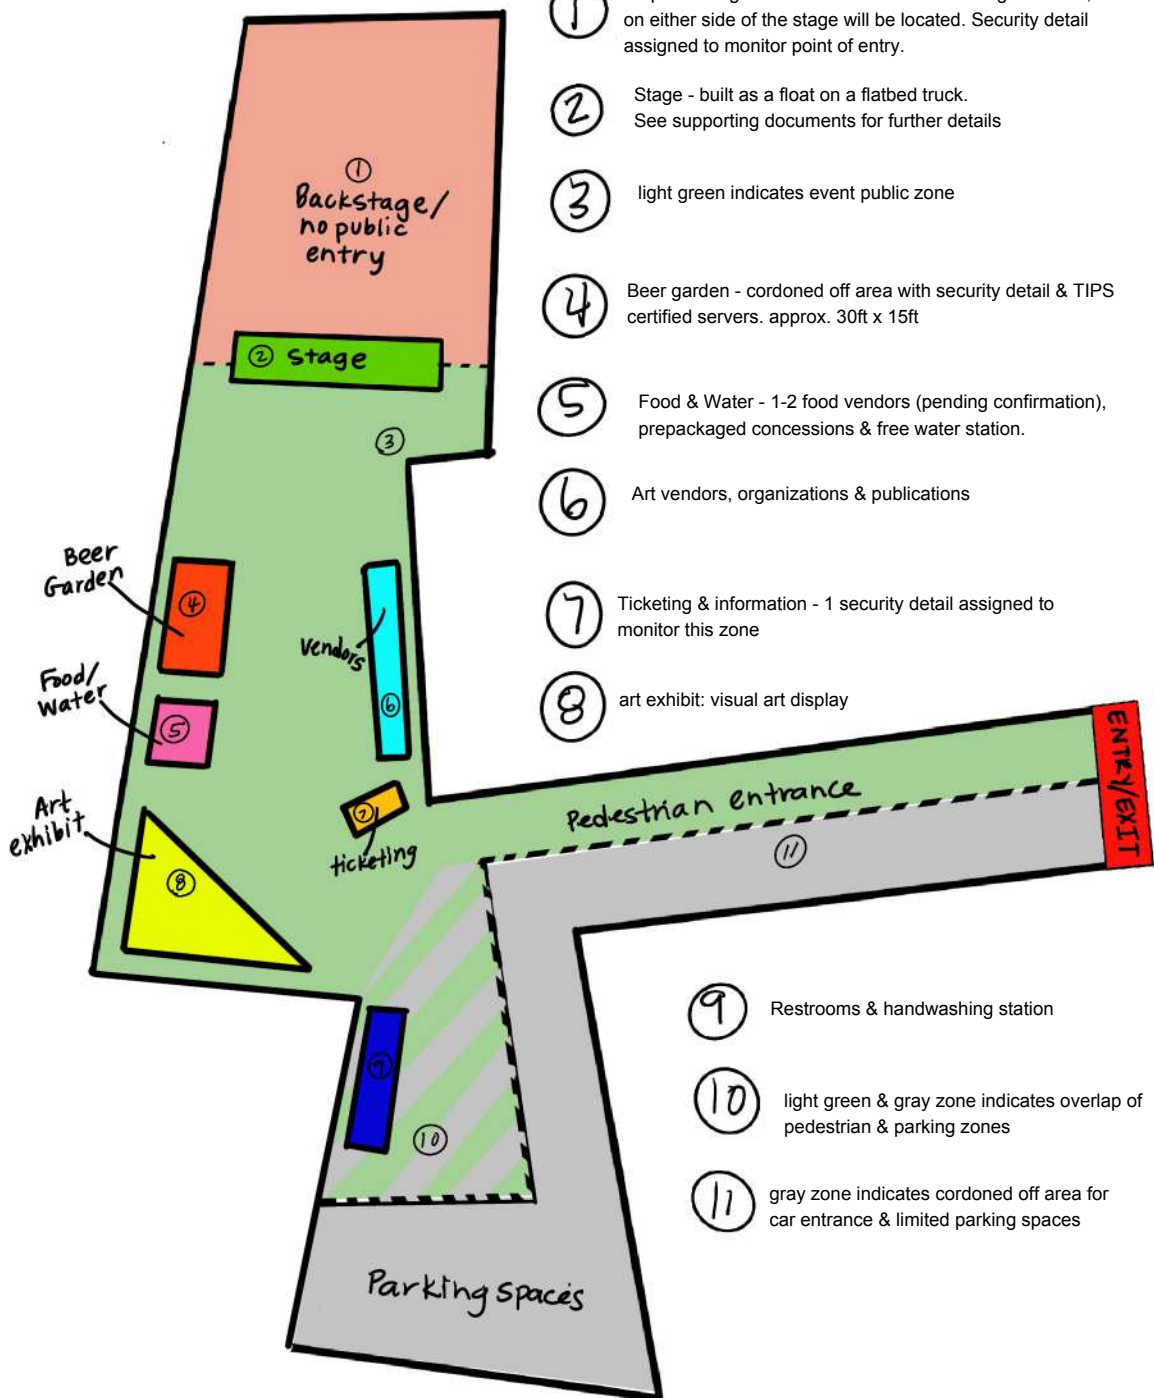 1
on either side of the stage will be located. Security detail
assigned to monitor point of entry.
2
Stage - built as a float on a flatbed truck.
See supporting documents for further details
3
light green indicates event public zone
4
Beer garden - cordoned off area with security detail & TIPS
certified servers. approx. 30ft x 15ft
5
Food & Water - 1-2 food vendors (pending confirmation),
prepackaged concessions & free water station.
6
Art vendors, organizations & publications
7
Ticketing & information - 1 security detail assigned to
monitor this zone
8
art exhibit: visual art display
1
Backstage/
no public
entry
2 Stage
3
Beer
Garden
4
vendors
6
Food/
water
5
Art
exhibit
8
7
ticketing
Pedestrian entrance
11
ENTRY/EXIT
9
10
Parking spaces
9
Restrooms & handwashing station
10
light green & gray zone indicates overlap of
pedestrian & parking zones
11
gray zone indicates cordoned off area for
car entrance & limited parking spaces